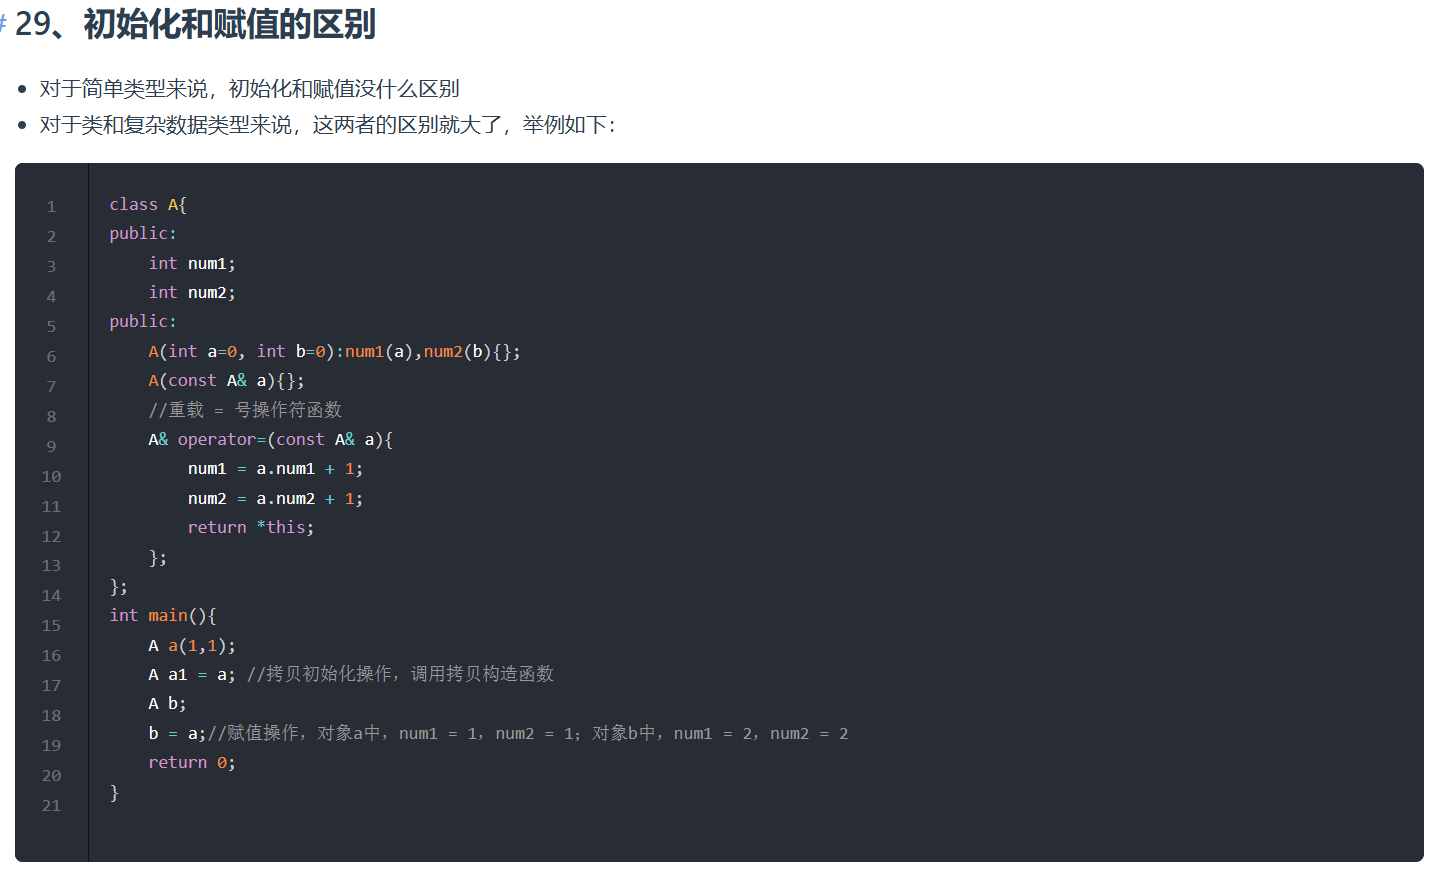 # 29、初始化和赋值的区别
• 对于简单类型来说，初始化和赋值没什么区别
• 对于类和复杂数据类型来说，这两者的区别就大了，举例如下：
1 class A{
2 public:
3     int num1;
4     int num2;
5 public:
6     A(int a=0, int b=0):num1(a),num2(b){};
7     A(const A& a){};
8     //重载 = 号操作符函数
9     A& operator=(const A& a){
10         num1 = a.num1 + 1;
11         num2 = a.num2 + 1;
12         return *this;
13     };
14 };
15 int main(){
16     A a(1,1);
17     A a1 = a; //拷贝初始化操作，调用拷贝构造函数
18     A b;
19     b = a;//赋值操作，对象a中，num1 = 1，num2 = 1；对象b中，num1 = 2，num2 = 2
20     return 0;
21 }